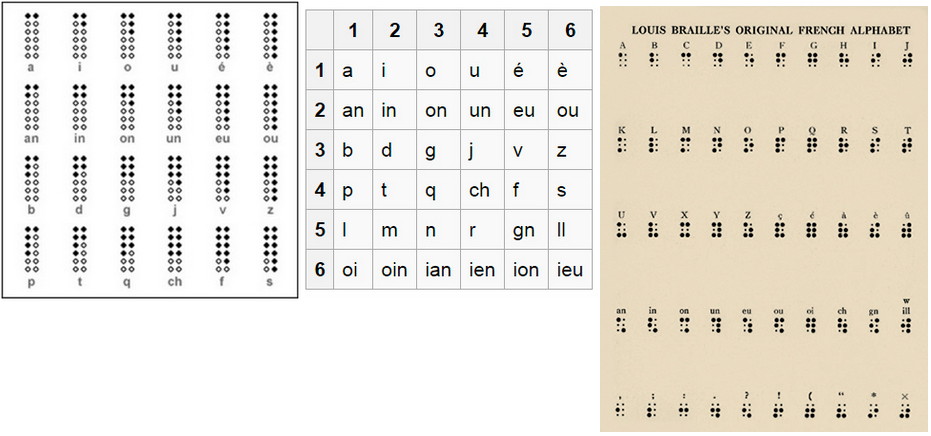 a i o u é è
an in on un eu ou
b d g j v z
p t q ch f s
1 2 3 4 5 6
1 a i o u é è
2 an in on un eu ou
3 b d g j v z
4 p t q ch f s
5 l m n r gn ll
6 oi oin ian ien ion ieu
LOUIS BRAILLE'S ORIGINAL FRENCH ALPHABET
A B C D E F G H I J
K L M N O P Q R S T
U V X Y Z ç é à è û
w
an in on un eu ou oi ch gn ill
, ; : . ? ! ( “ * ×